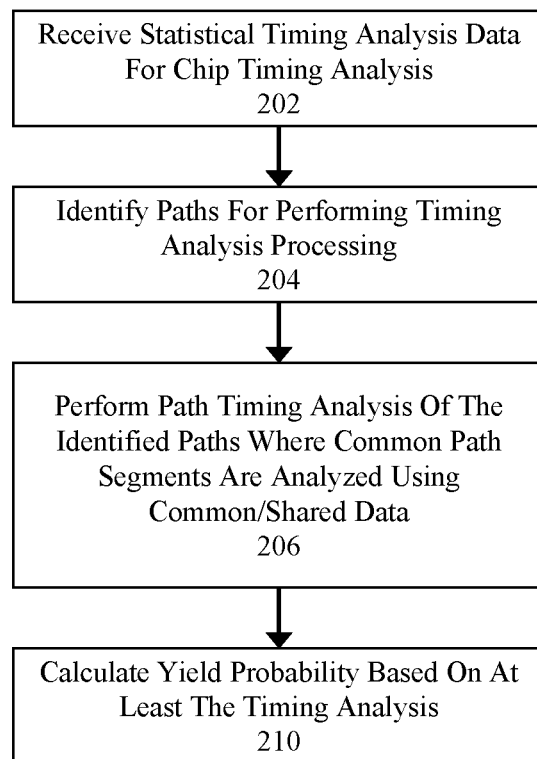 Receive Statistical Timing Analysis Data
For Chip Timing Analysis
202
Identify Paths For Performing Timing
Analysis Processing
204
Perform Path Timing Analysis Of The
Identified Paths Where Common Path
Segments Are Analyzed Using
Common/Shared Data
206
Calculate Yield Probability Based On At
Least The Timing Analysis
210